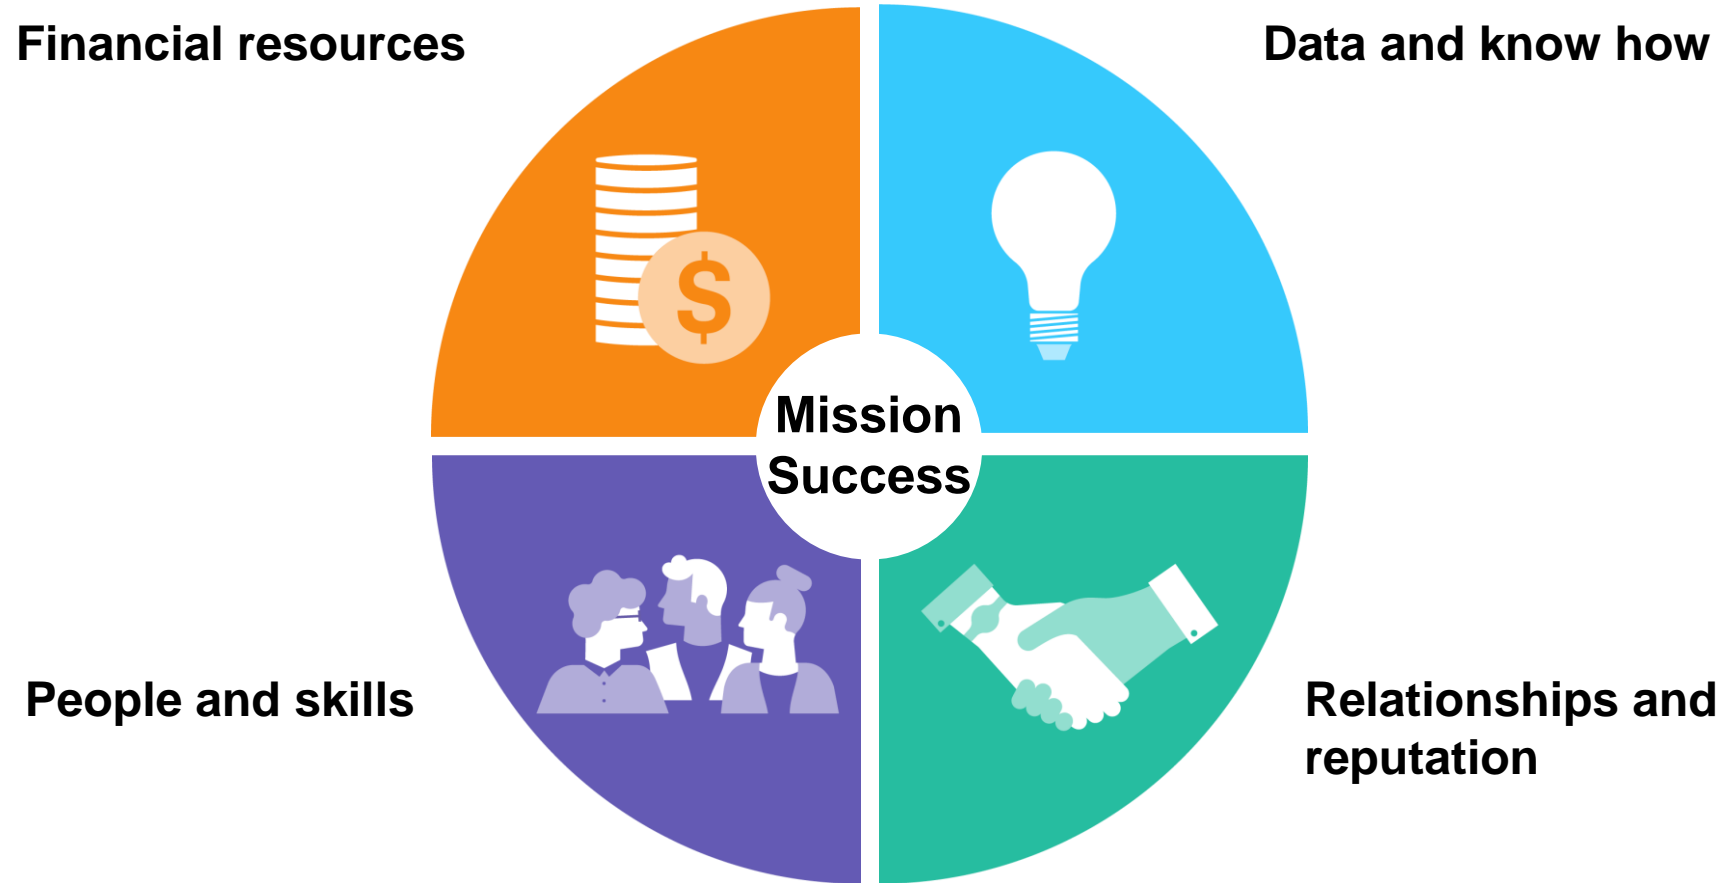 Financial resources
Data and know how
$
Mission
Success
People and skills
Relationships and
reputation